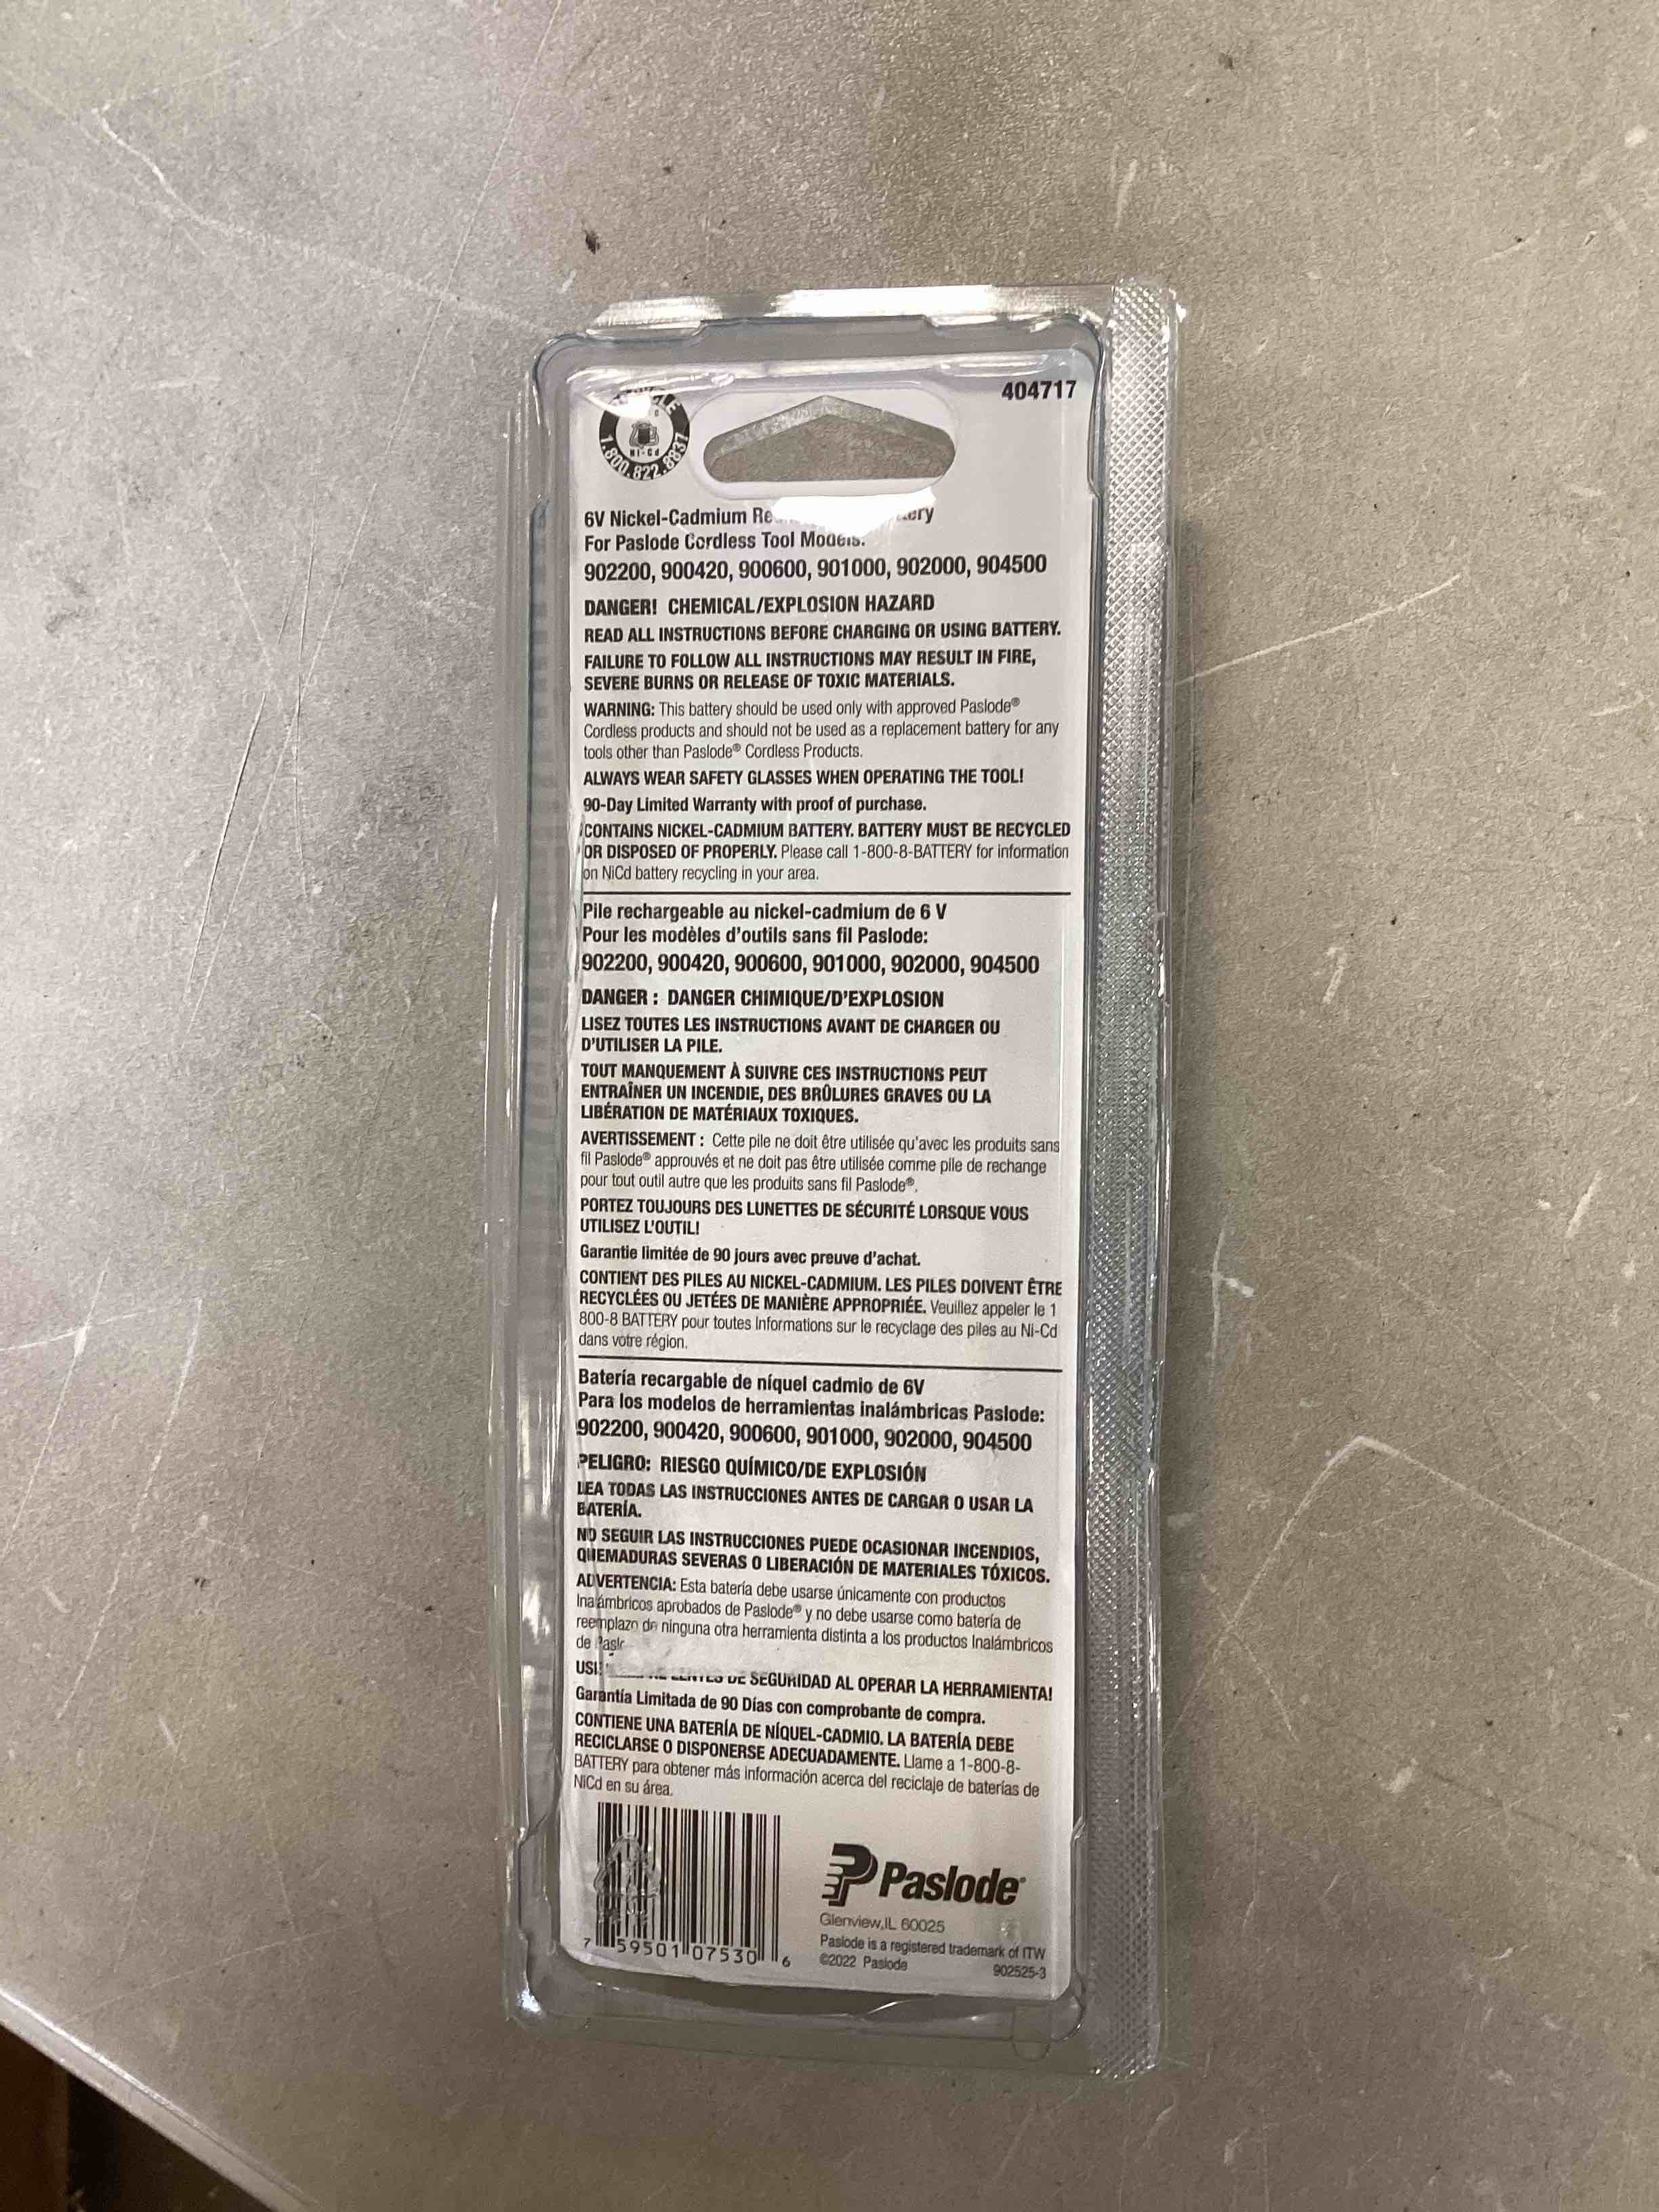 404717
1.800.822.8837
Ni-Cd
6V Nickel-Cadmium
For Paslode Cordless Tool Models:
902200, 900420, 900600, 901000, 902000, 904500
DANGER! CHEMICAL/EXPLOSION HAZARD
READ ALL INSTRUCTIONS BEFORE CHARGING OR USING BATTERY.
FAILURE TO FOLLOW ALL INSTRUCTIONS MAY RESULT IN FIRE,
SEVERE BURNS OR RELEASE OF TOXIC MATERIALS.
WARNING: This battery should be used only with approved Paslode®
Cordless products and should not be used as a replacement battery for any
tools other than Paslode® Cordless Products.
ALWAYS WEAR SAFETY GLASSES WHEN OPERATING THE TOOL!
90-Day Limited Warranty with proof of purchase.
CONTAINS NICKEL-CADMIUM BATTERY. BATTERY MUST BE RECYCLED
OR DISPOSED OF PROPERLY. Please call 1-800-8-BATTERY for information
on NiCd battery recycling in your area.
Pile rechargeable au nickel-cadmium de 6 V
Pour les modèles d'outils sans fil Paslode:
902200, 900420, 900600, 901000, 902000, 904500
DANGER : DANGER CHIMIQUE/D'EXPLOSION
LISEZ TOUTES LES INSTRUCTIONS AVANT DE CHARGER OU
D'UTILISER LA PILE.
TOUT MANQUEMENT À SUIVRE CES INSTRUCTIONS PEUT
ENTRAÎNER UN INCENDIE, DES BRÛLURES GRAVES OU LA
LIBÉRATION DE MATÉRIAUX TOXIQUES.
AVERTISSEMENT : Cette pile ne doit être utilisée qu'avec les produits sans
fil Paslode® approuvés et ne doit pas être utilisée comme pile de rechange
pour tout outil autre que les produits sans fil Paslode®.
PORTEZ TOUJOURS DES LUNETTES DE SÉCURITÉ LORSQUE VOUS
UTILISEZ L'OUTIL!
Garantie limitée de 90 jours avec preuve d'achat.
CONTIENT DES PILES AU NICKEL-CADMIUM. LES PILES DOIVENT ÊTRE
RECYCLÉES OU JETÉES DE MANIÈRE APPROPRIÉE. Veuillez appeler le 1
800-8 BATTERY pour toutes Informations sur le recyclage des piles au Ni-Cd
dans votre région.
Batería recargable de níquel cadmio de 6V
Para los modelos de herramientas inalámbricas Paslode:
902200, 900420, 900600, 901000, 902000, 904500
PELIGRO: RIESGO QUÍMICO/DE EXPLOSIÓN
LEA TODAS LAS INSTRUCCIONES ANTES DE CARGAR O USAR LA
BATERÍA.
NO SEGUIR LAS INSTRUCCIONES PUEDE OCASIONAR INCENDIOS,
QUEMADURAS SEVERAS O LIBERACIÓN DE MATERIALES TÓXICOS.
ADVERTENCIA: Esta batería debe usarse únicamente con productos
Inalámbricos aprobados de Paslode® y no debe usarse como batería de
reemplazo de ninguna otra herramienta distinta a los productos Inalámbricos
de
DE SEGURIDAD AL OPERAR LA HERRAMIENTA!
Garantía Limitada de 90 Días con comprobante de compra.
CONTIENE UNA BATERÍA DE NÍQUEL-CADMIO. LA BATERÍA DEBE
RECICLARSE O DISPONERSE ADECUADAMENTE. Llame a 1-800-8-
BATTERY para obtener más información acerca del reciclaje de baterías de
NiCd en su área.
7 59501 07530 6
Paslode®
Glenview, IL 60025
Paslode is a registered trademark of ITW
©2022 Paslode
902525-3